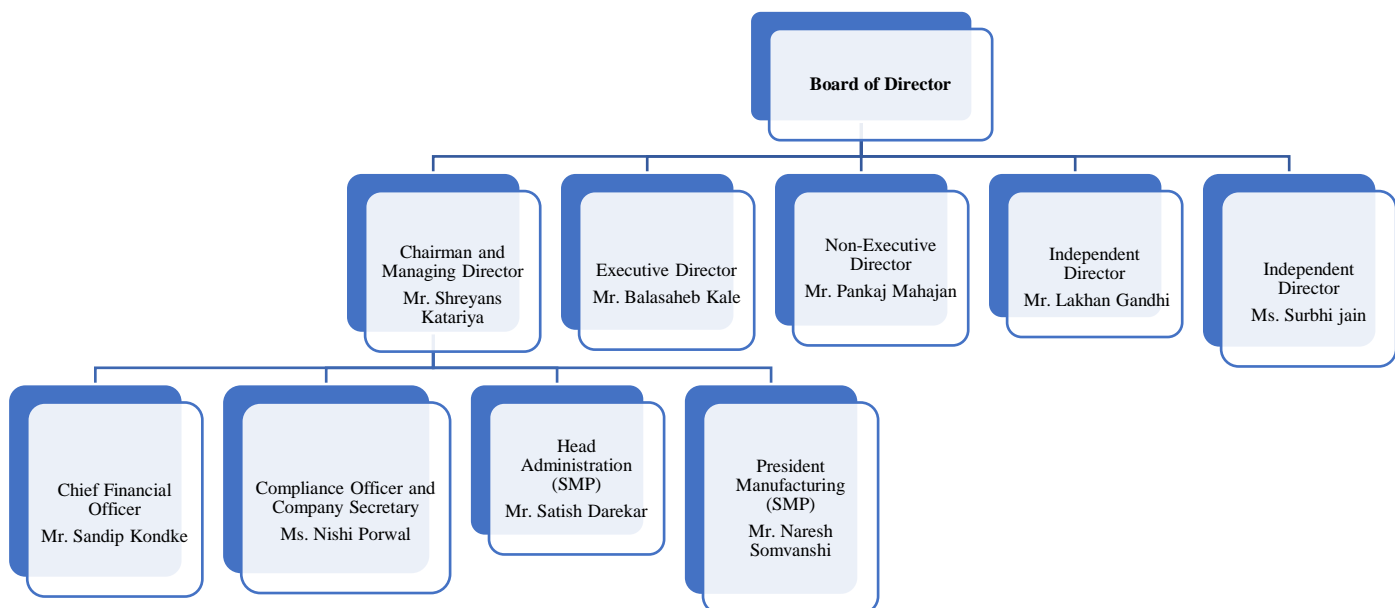 Board of Director
Chairman and
Managing Director
Mr. Shreyans
Katariya
Executive Director
Mr. Balasaheb Kale
Non-Executive
Director
Mr. Pankaj Mahajan
Independent
Director
Mr. Lakhan Gandhi
Independent
Director
Ms. Surbhi jain
Chief Financial
Officer
Mr. Sandip Kondke
Compliance Officer and
Company Secretary
Ms. Nishi Porwal
Head
Administration
(SMP)
Mr. Satish Darekar
President
Manufacturing
(SMP)
Mr. Naresh
Somvanshi